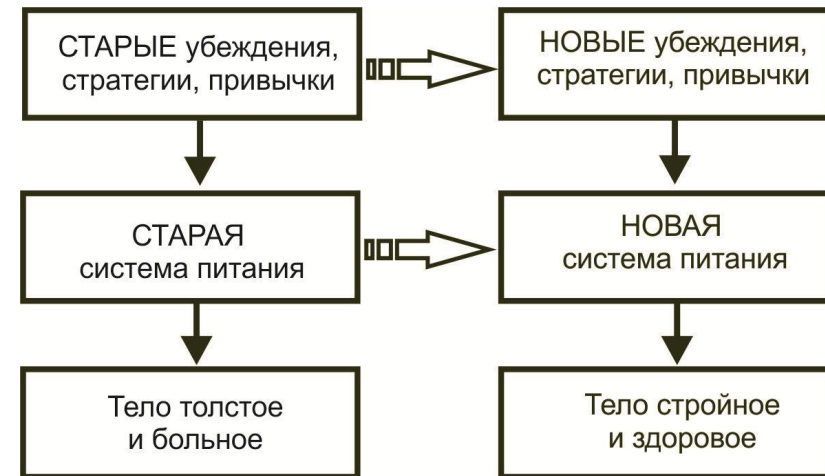 СТАРЫЕ убеждения,
стратегии, привычки
НОВЫЕ убеждения,
стратегии, привычки
СТАРАЯ
система питания
НОВАЯ
система питания
Тело толстое
и больное
Тело стройное
и здоровое